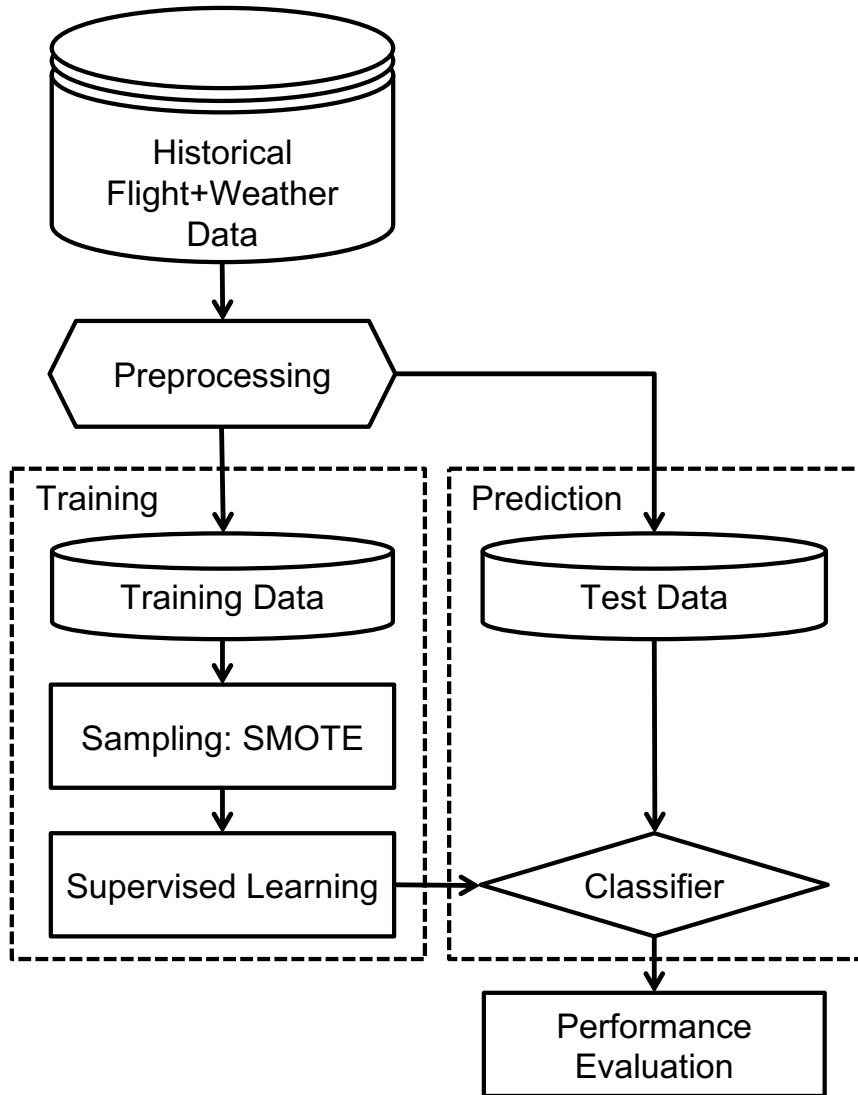 Historical
Flight+Weather
Data
Preprocessing
Training
Training Data
Sampling: SMOTE
Supervised Learning
Prediction
Test Data
Classifier
Performance
Evaluation